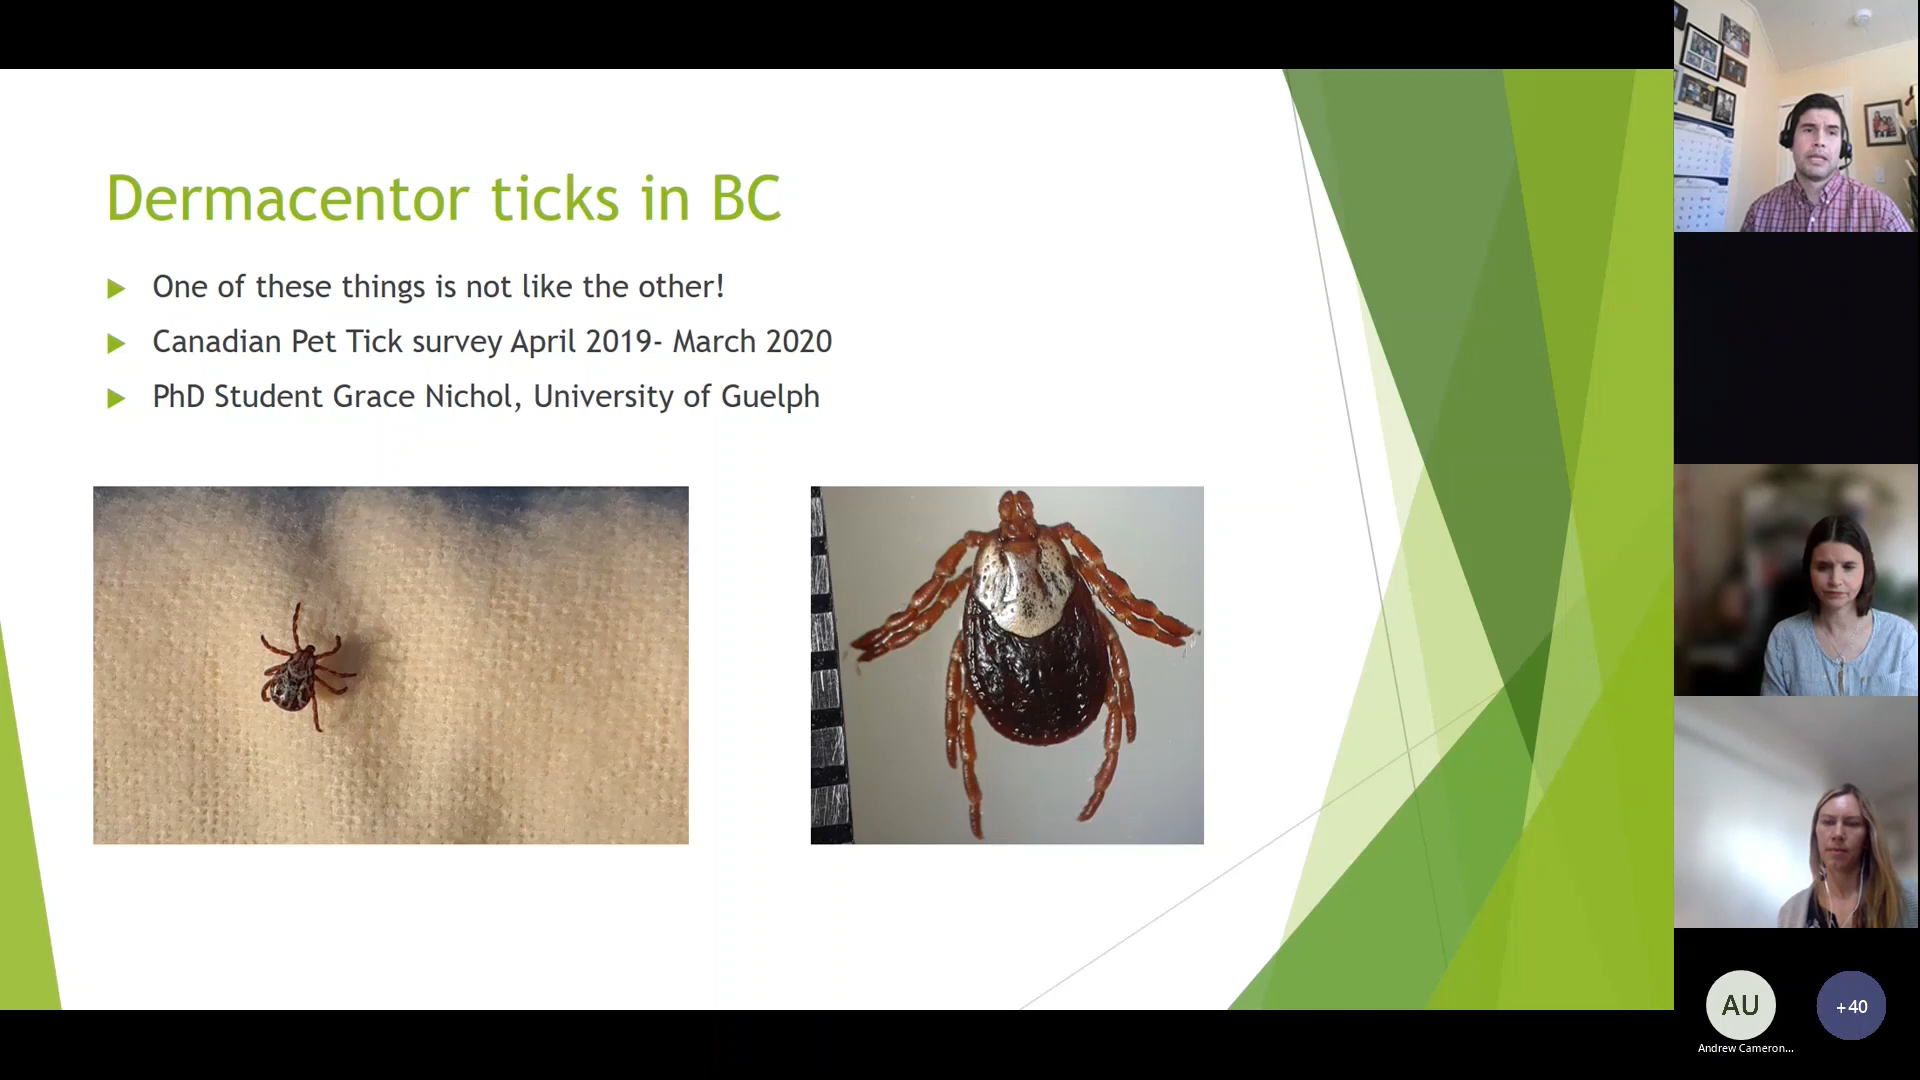 Dermacentor ticks in BC
One of these things is not like the other!
Canadian Pet Tick survey April 2019- March 2020
PhD Student Grace Nichol, University of Guelph
AU
+40
Andrew Cameron...